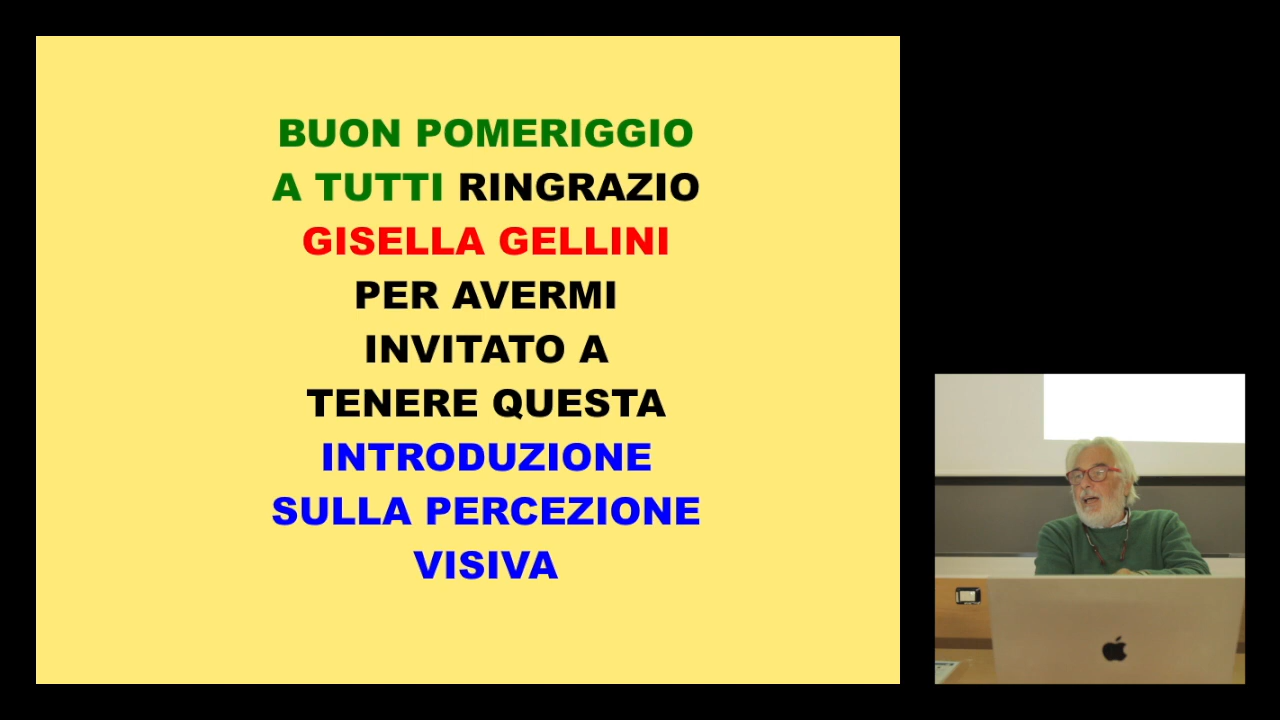 BUON POMERIGGIO
A TUTTI RINGRAZIO
GISELLA GELLINI
PER AVERMI
INVITATO A
TENERE QUESTA
INTRODUZIONE
SULLA PERCEZIONE
VISIVA